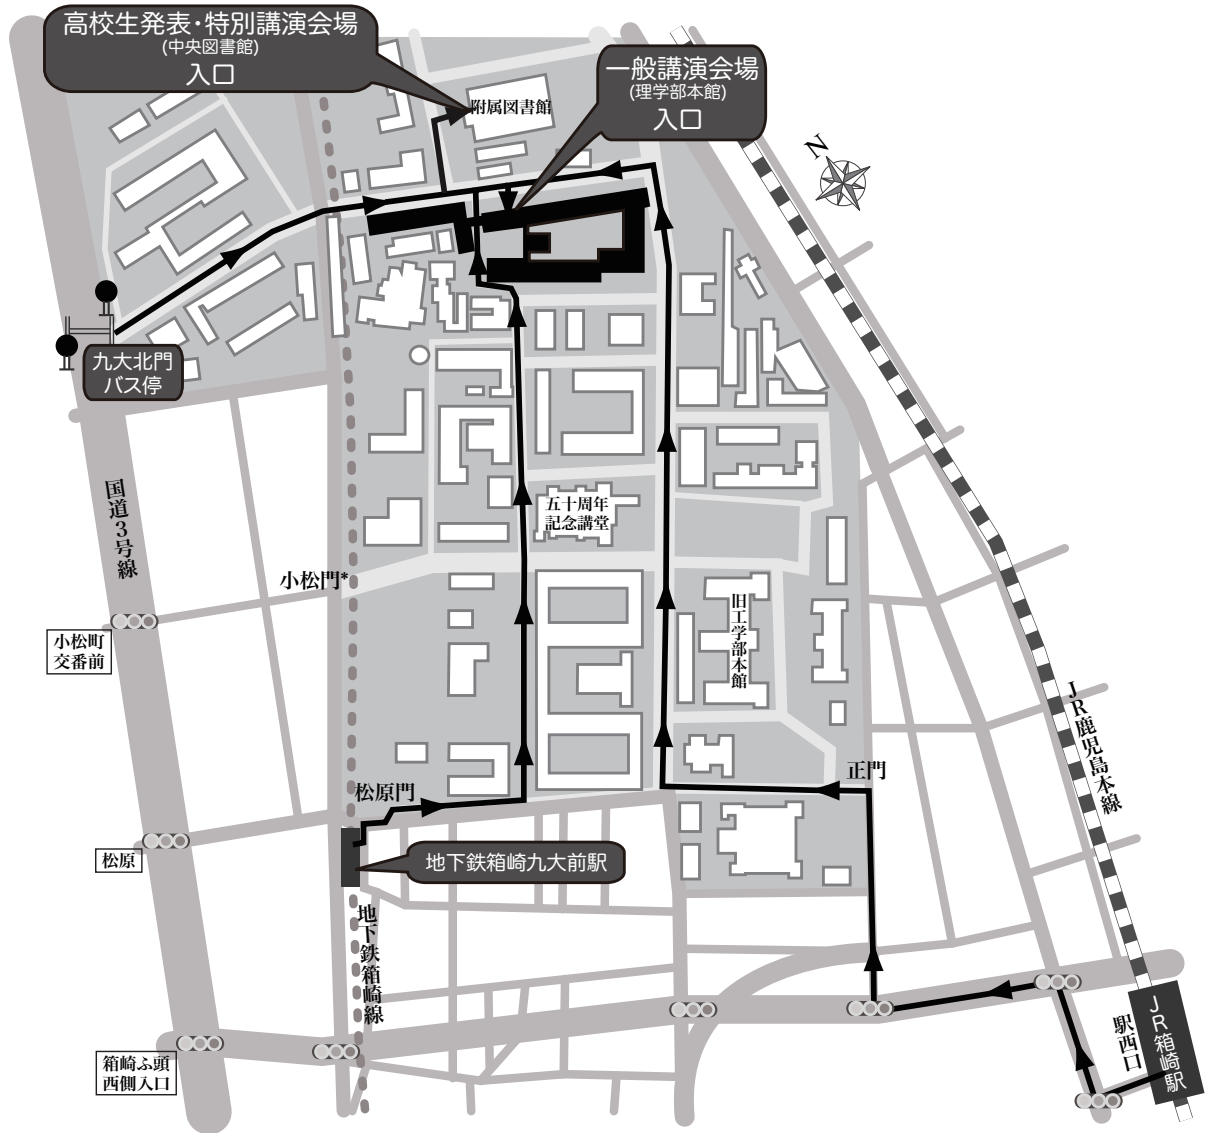 高校生発表・特別講演会場
(中央図書館)
入口
一般講演会場
(理学部本館)
入口
附属図書館
N
九大北門
バス停
国道3号線
五十周年
記念講堂
小松門*
旧工学部本館
小松町
交番前
JR鹿児島本線
正門
松原門
松原
地下鉄箱崎九大前駅
地下鉄箱崎線
箱崎ふ頭
西側入口
駅西口
JR箱崎駅